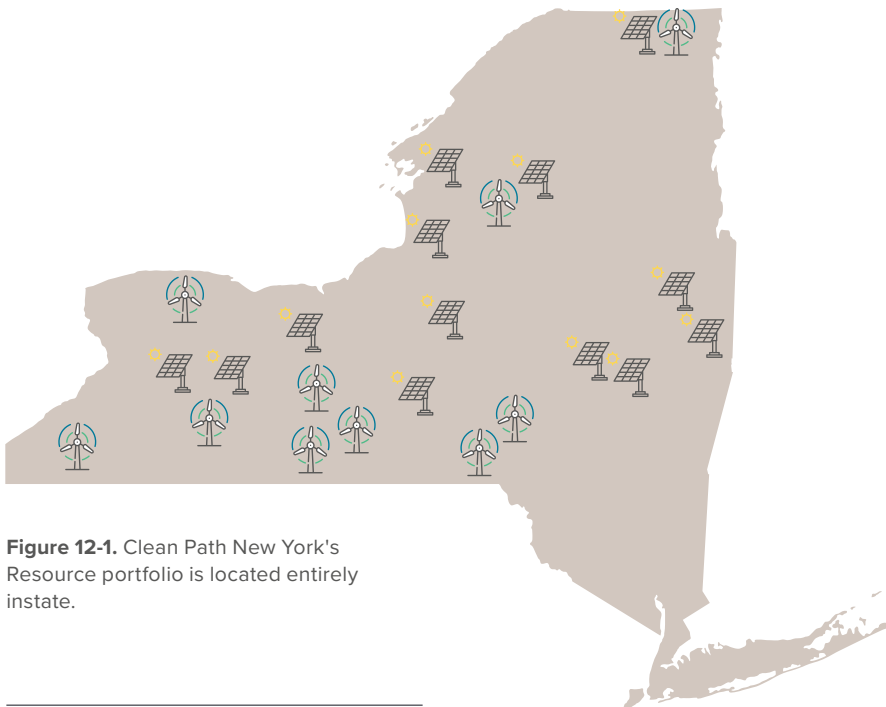 Figure 12-1. Clean Path New York's
Resource portfolio is located entirely
instate.